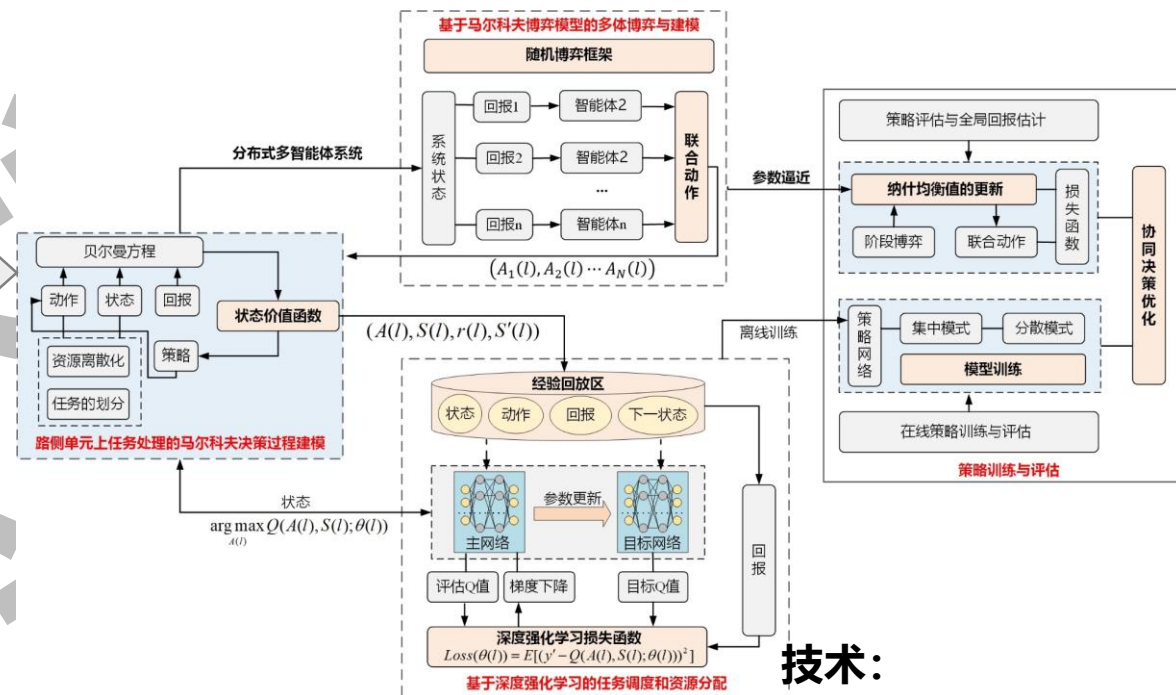 基于马尔科夫博弈模型的多体博弈与建模
随机博弈框架
系统状态
回报1
智能体2
回报2
智能体2
...
回报n
智能体n
联合动作
(A₁(l), A₂(l) ⋯ A_N(l))
分布式多智能体系统
参数逼近
贝尔曼方程
动作
状态
回报
状态价值函数
策略
资源离散化
任务的划分
路侧单元上任务处理的马尔科夫决策过程建模
(A(l), S(l), r(l), S'(l))
状态
arg max Q(A(l), S(l); θ(l))
A(l)
经验回放区
状态
动作
回报
下一状态
主网络
参数更新
目标网络
回报
评估Q值
梯度下降
目标Q值
深度强化学习损失函数
Loss(θ(l)) = E[(y' − Q(A(l), S(l); θ(l)))²]
基于深度强化学习的任务调度和资源分配
离线训练
策略评估与全局回报估计
纳什均衡值的更新
阶段博弈
联合动作
损失函数
策略网络
集中模式
分散模式
模型训练
在线策略训练与评估
策略训练与评估
协同决策优化
技术：